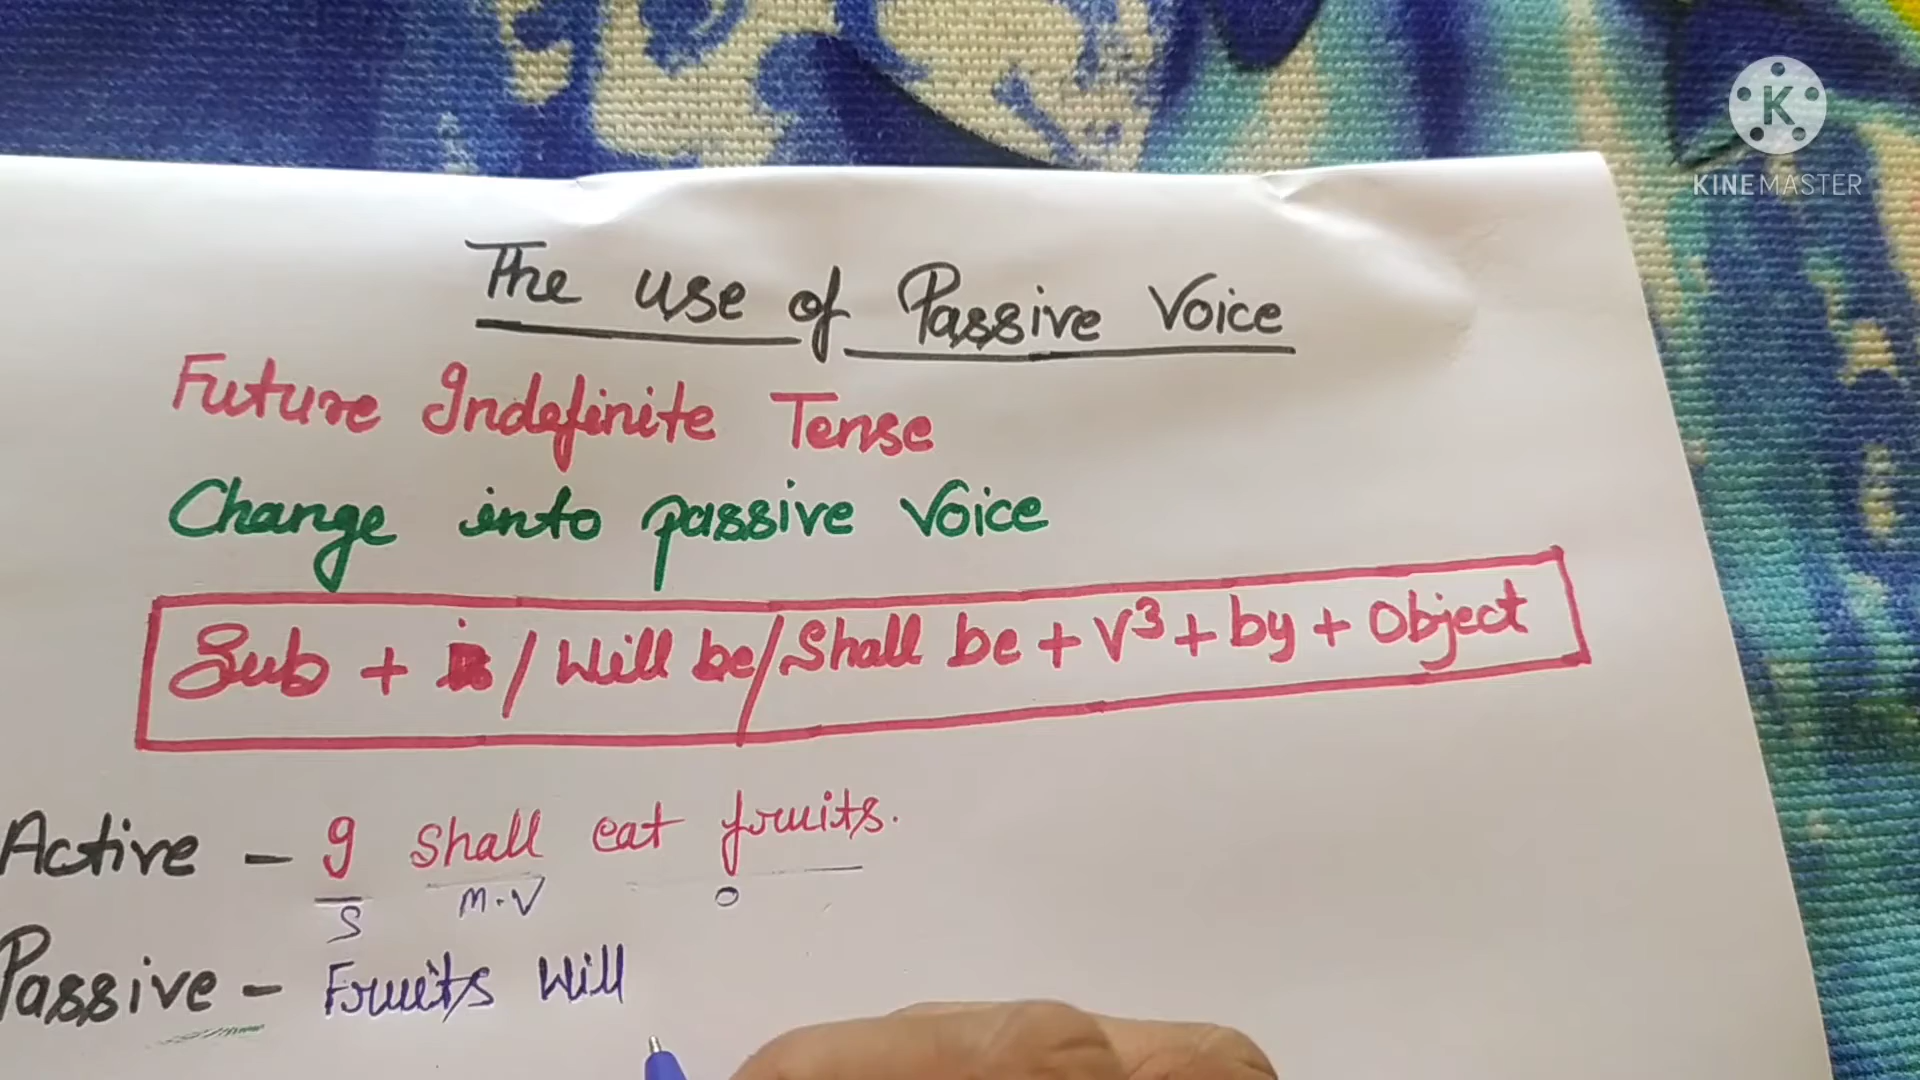 K
KINEMASTER
The use of Passive Voice
Future Indefinite Tense
Change into passive Voice
Sub + / Will be/Shall be + V³ + by + Object
Active - I shall eat fruits.
S M.V O
Passive - Fruits Will